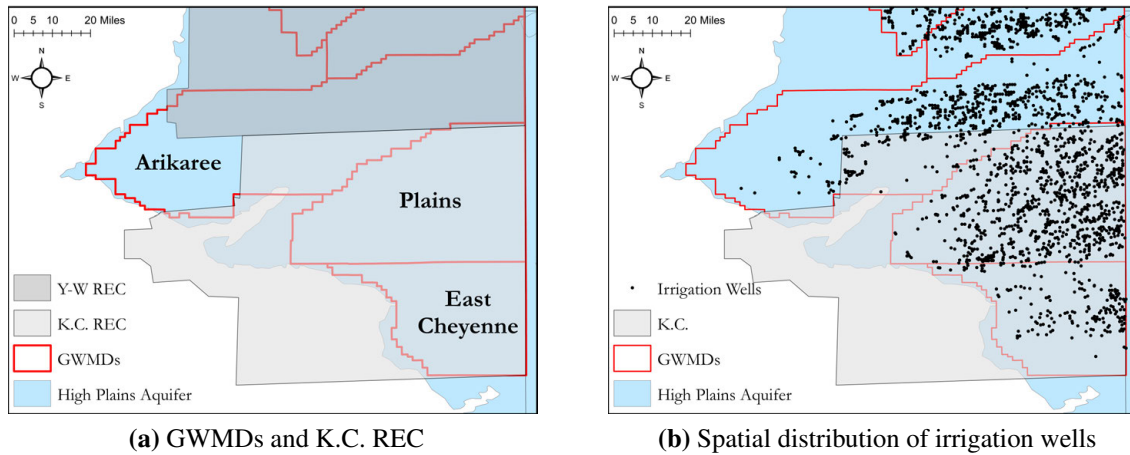 0 5 10 20 Miles
N
W E
S
Arikaree
Plains
East
Cheyenne
Y-W REC
K.C. REC
GWMDs
High Plains Aquifer
(a) GWMDs and K.C. REC
0 5 10 20 Miles
N
W E
S
Irrigation Wells
K.C.
GWMDs
High Plains Aquifer
(b) Spatial distribution of irrigation wells